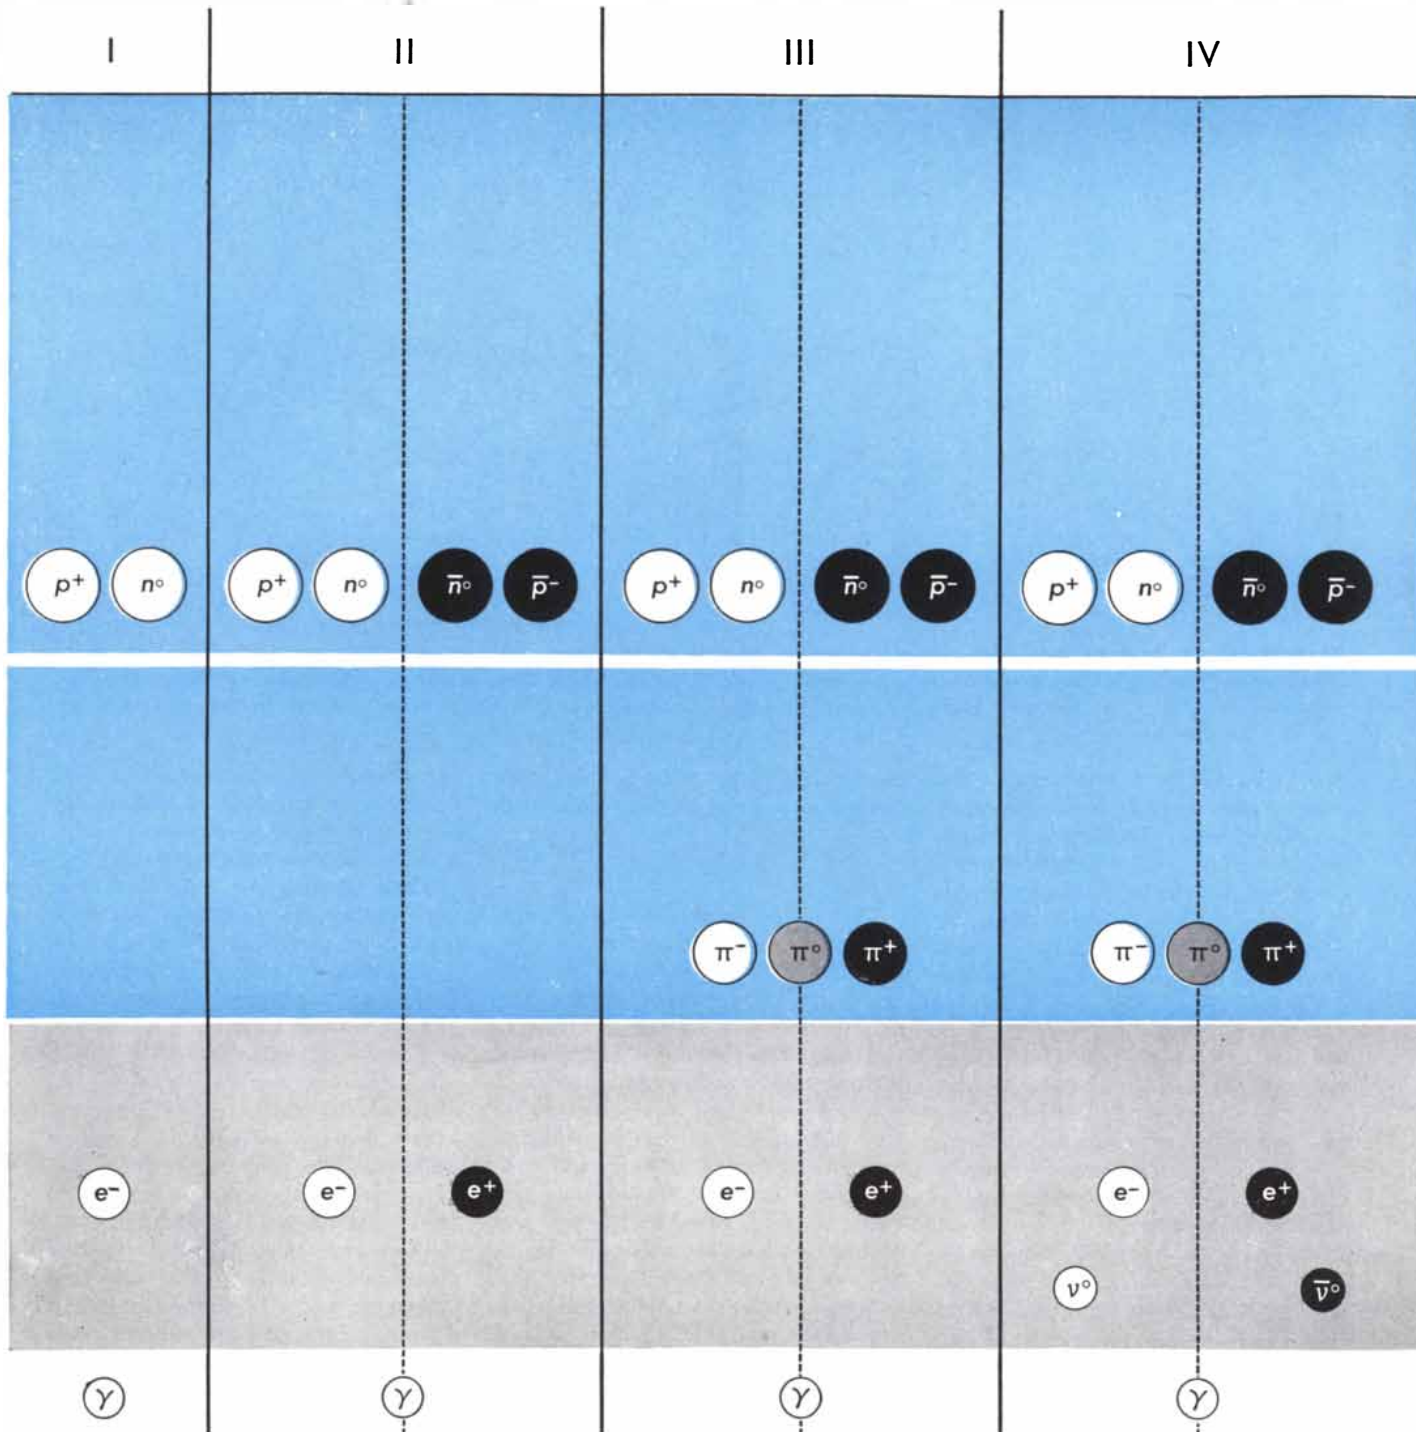 I II III IV
p⁺ n° p⁺ n° n̅° p̅⁻ p⁺ n° n̅° p̅⁻ p⁺ n° n̅° p̅⁻
π⁻ π° π⁺ π⁻ π° π⁺
e⁻ e⁻ e⁺ e⁻ e⁺ e⁻ e⁺
ν° ν̅°
γ γ γ γ